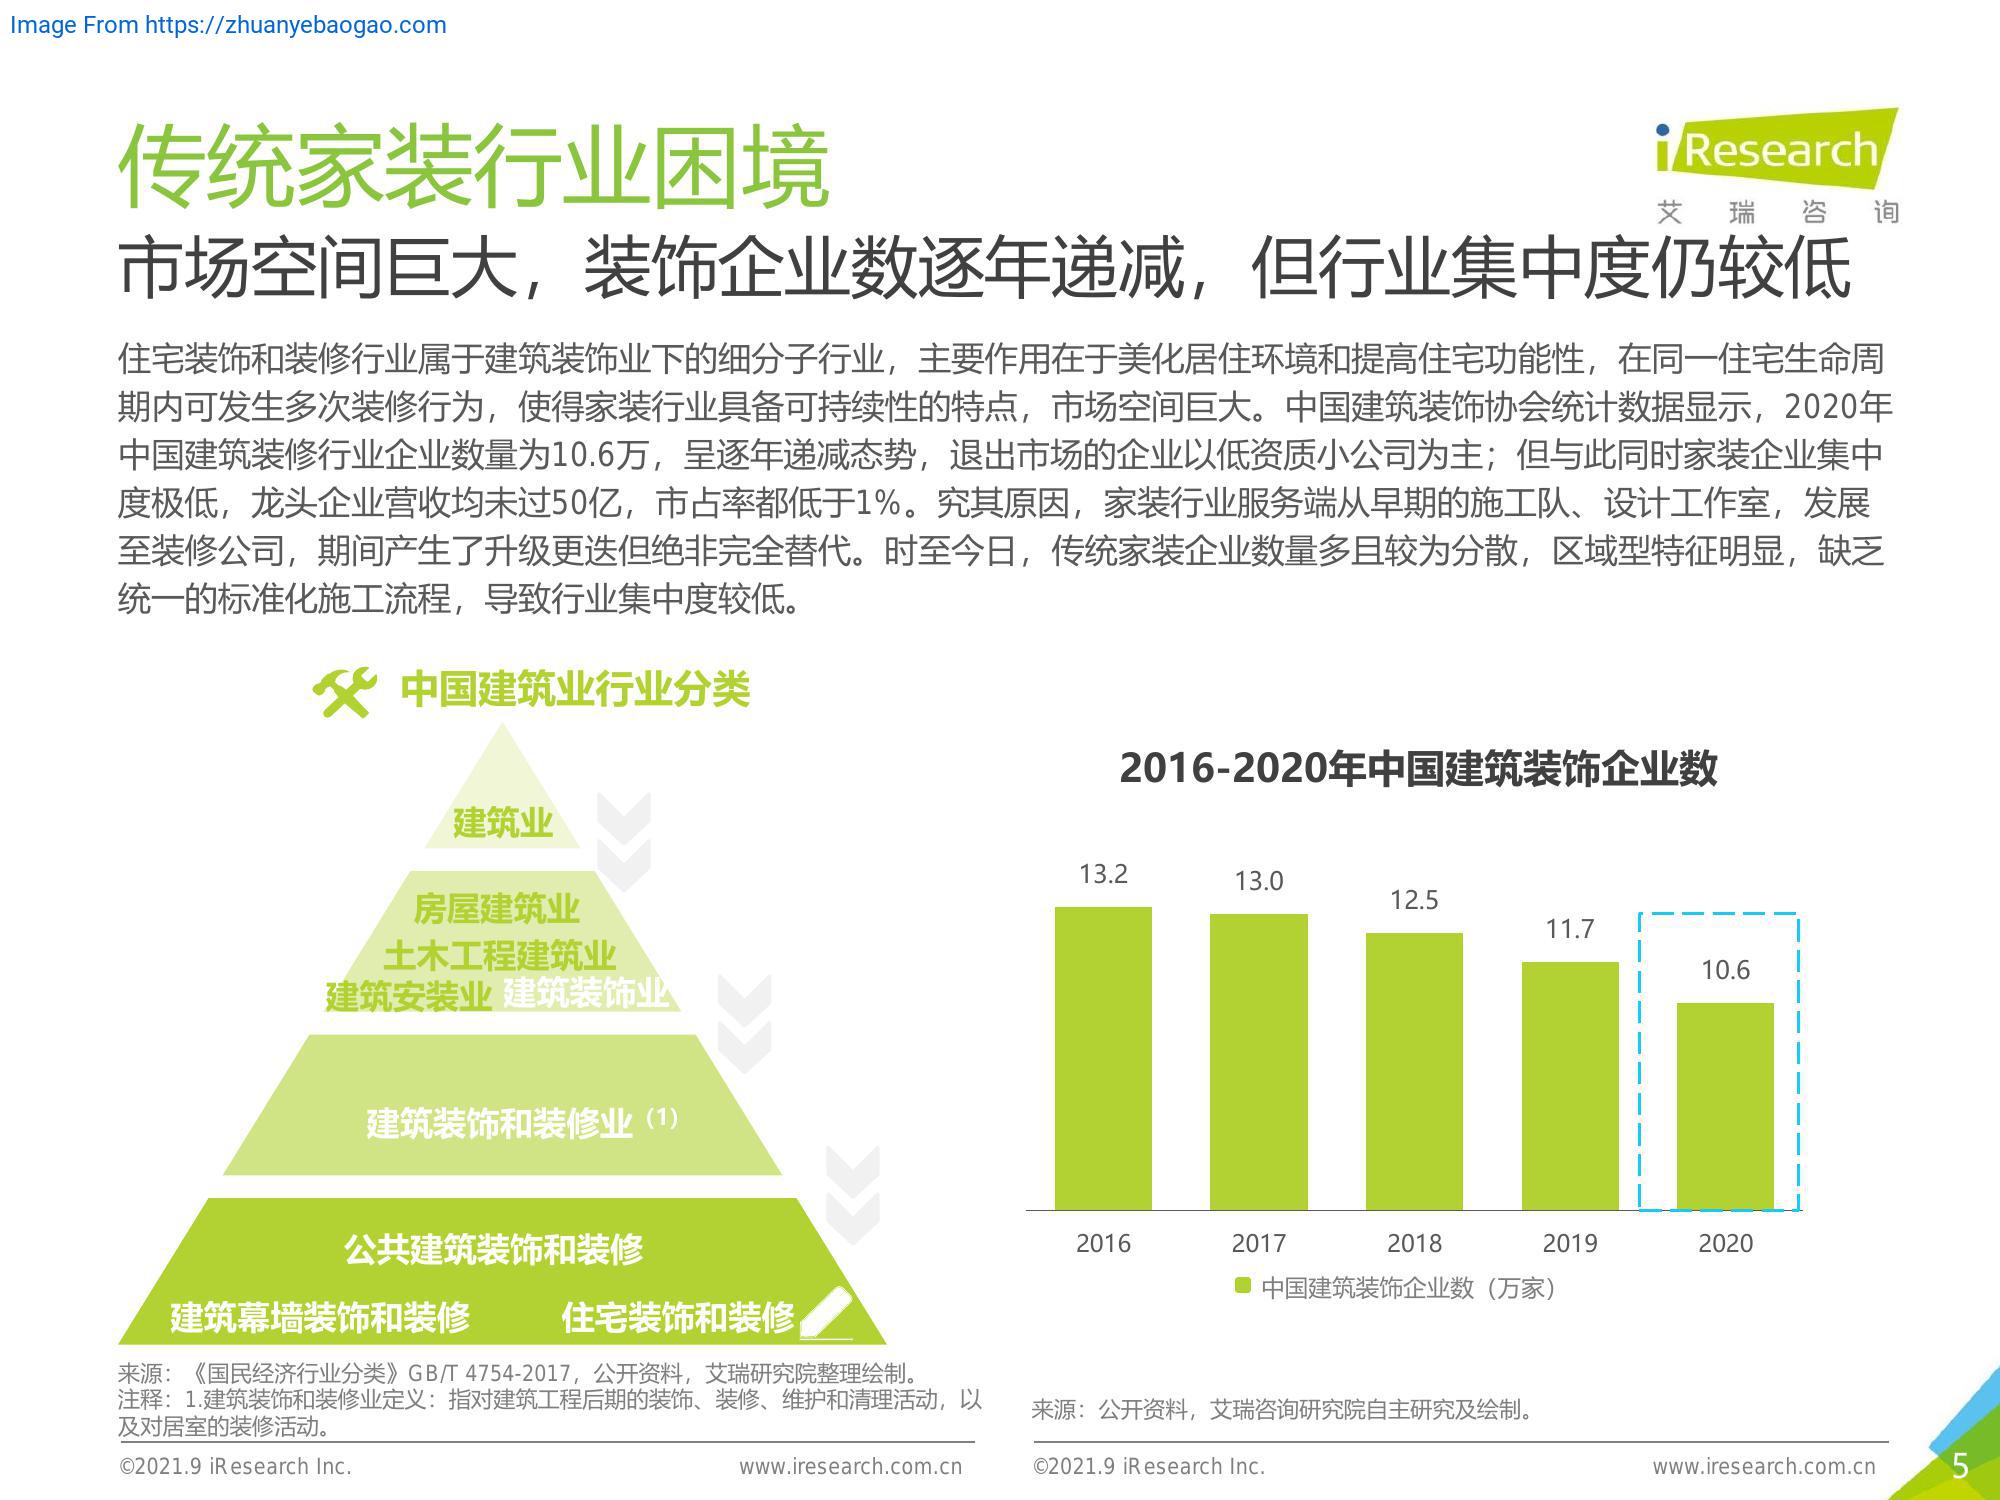 Image From https://zhuanyebaogao.com
iResearch
艾瑞咨询
传统家装行业困境
市场空间巨大，装饰企业数逐年递减，但行业集中度仍较低
住宅装饰和装修行业属于建筑装饰业下的细分子行业，主要作用在于美化居住环境和提高住宅功能性，在同一住宅生命周
期内可发生多次装修行为，使得家装行业具备可持续性的特点，市场空间巨大。中国建筑装饰协会统计数据显示，2020年
中国建筑装修行业企业数量为10.6万，呈逐年递减态势，退出市场的企业以低资质小公司为主；但与此同时家装企业集中
度极低，龙头企业营收均未过50亿，市占率都低于1%。究其原因，家装行业服务端从早期的施工队、设计工作室，发展
至装修公司，期间产生了升级更迭但绝非完全替代。时至今日，传统家装企业数量多且较为分散，区域型特征明显，缺乏
统一的标准化施工流程，导致行业集中度较低。
中国建筑业行业分类
建筑业
房屋建筑业
土木工程建筑业
建筑安装业 建筑装饰业
建筑装饰和装修业（1）
公共建筑装饰和装修
建筑幕墙装饰和装修 住宅装饰和装修
来源：《国民经济行业分类》GB/T 4754-2017，公开资料，艾瑞研究院整理绘制。
注释：1.建筑装饰和装修业定义：指对建筑工程后期的装饰、装修、维护和清理活动，以
及对居室的装修活动。
2016-2020年中国建筑装饰企业数
13.2
13.0
12.5
11.7
10.6
2016 2017 2018 2019 2020
中国建筑装饰企业数（万家）
来源：公开资料，艾瑞咨询研究院自主研究及绘制。
©2021.9 iResearch Inc. www.iresearch.com.cn
©2021.9 iResearch Inc. www.iresearch.com.cn
5